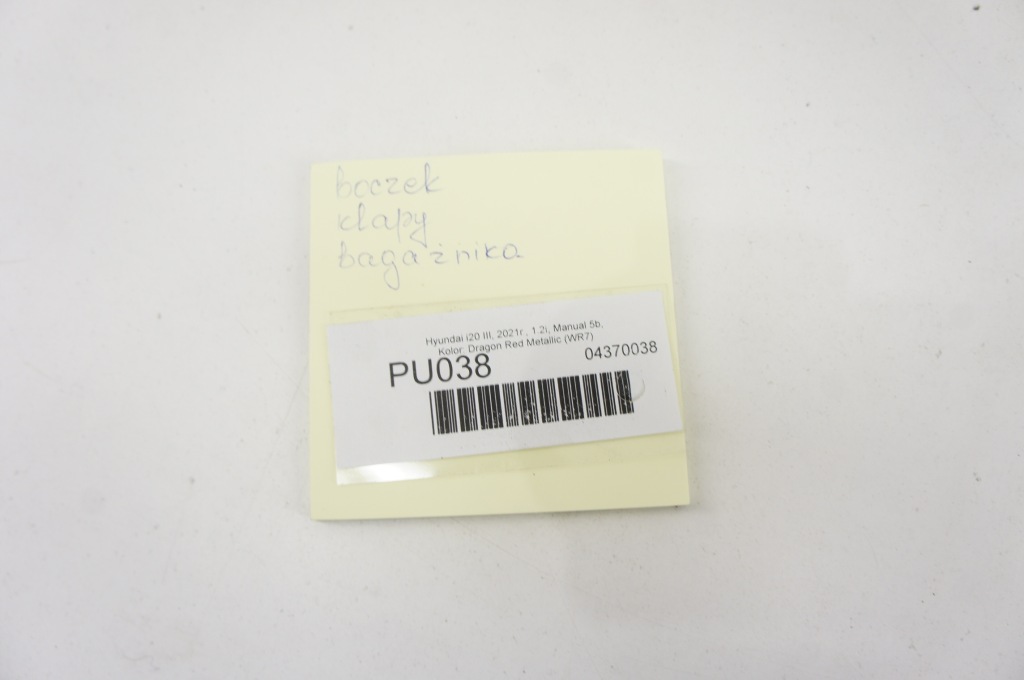 boczek
klapy
bagażnika
Hyundai i20 III, 2021r., 1.2i, Manual 5b,
Kolor: Dragon Red Metallic (WR7)
PU038 04370038